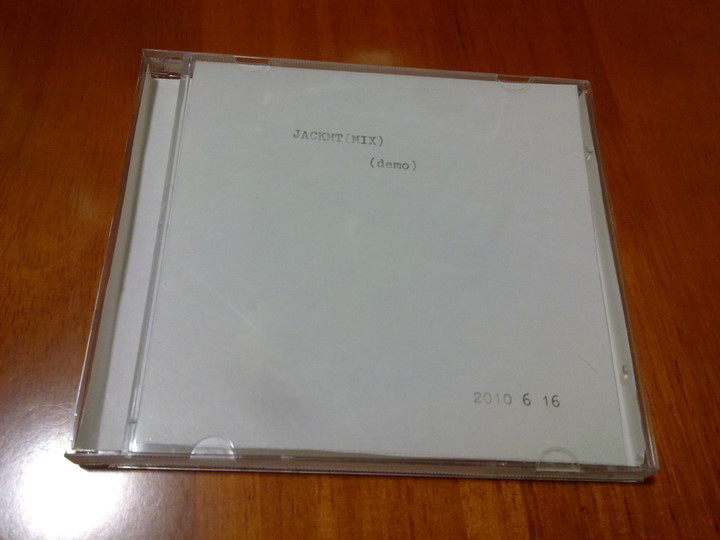 JACKMT(MIX)
(demo)
2010 6 16